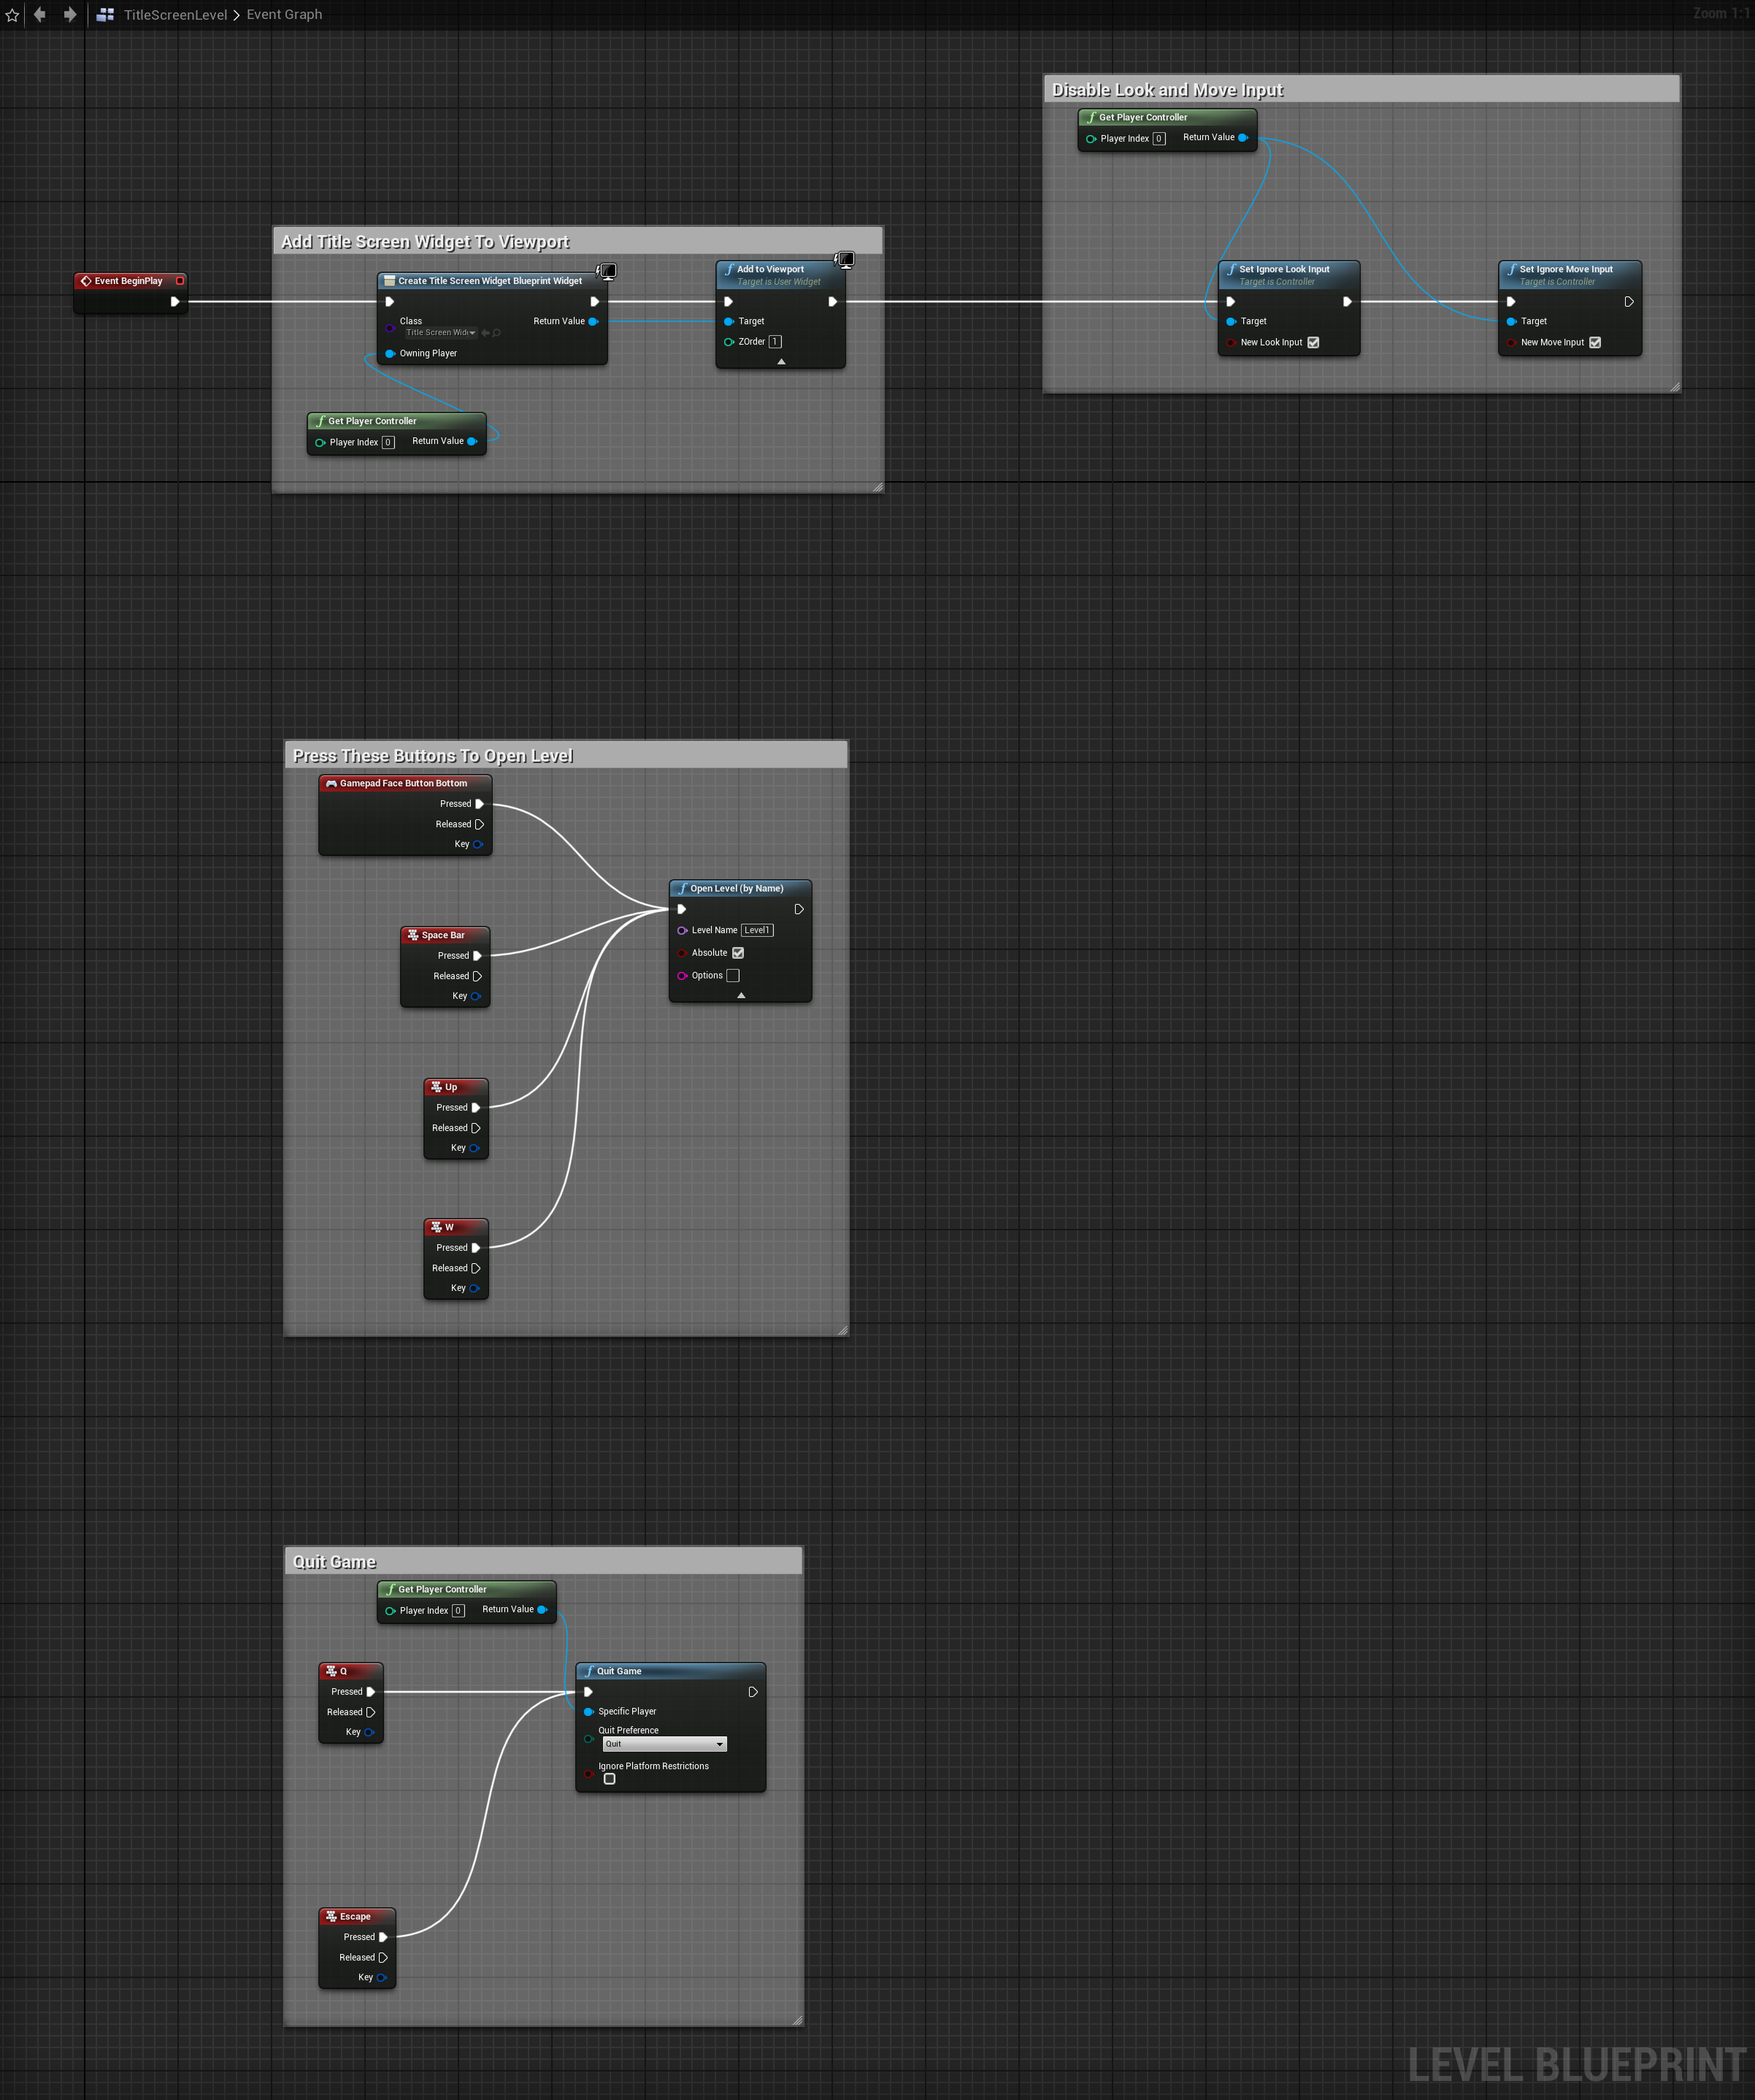 TitleScreenLevel > Event Graph
Zoom 1:1
Disable Look and Move Input
Get Player Controller
Player Index 0 Return Value
Set Ignore Look Input
Target is Controller
Target
New Look Input
Set Ignore Move Input
Target is Controller
Target
New Move Input
Add Title Screen Widget To Viewport
Event BeginPlay
Create Title Screen Widget Blueprint Widget
Class Return Value
Title Screen Wid
Owning Player
Add to Viewport
Target is User Widget
Target
ZOrder 1
Get Player Controller
Player Index 0 Return Value
Press These Buttons To Open Level
Gamepad Face Button Bottom
Pressed
Released
Key
Open Level (by Name)
Level Name Level1
Absolute
Options
Space Bar
Pressed
Released
Key
Up
Pressed
Released
Key
W
Pressed
Released
Key
Quit Game
Get Player Controller
Player Index 0 Return Value
Q
Pressed
Released
Key
Quit Game
Specific Player
Quit Preference
Quit
Ignore Platform Restrictions
Escape
Pressed
Released
Key
LEVEL BLUEPRINT